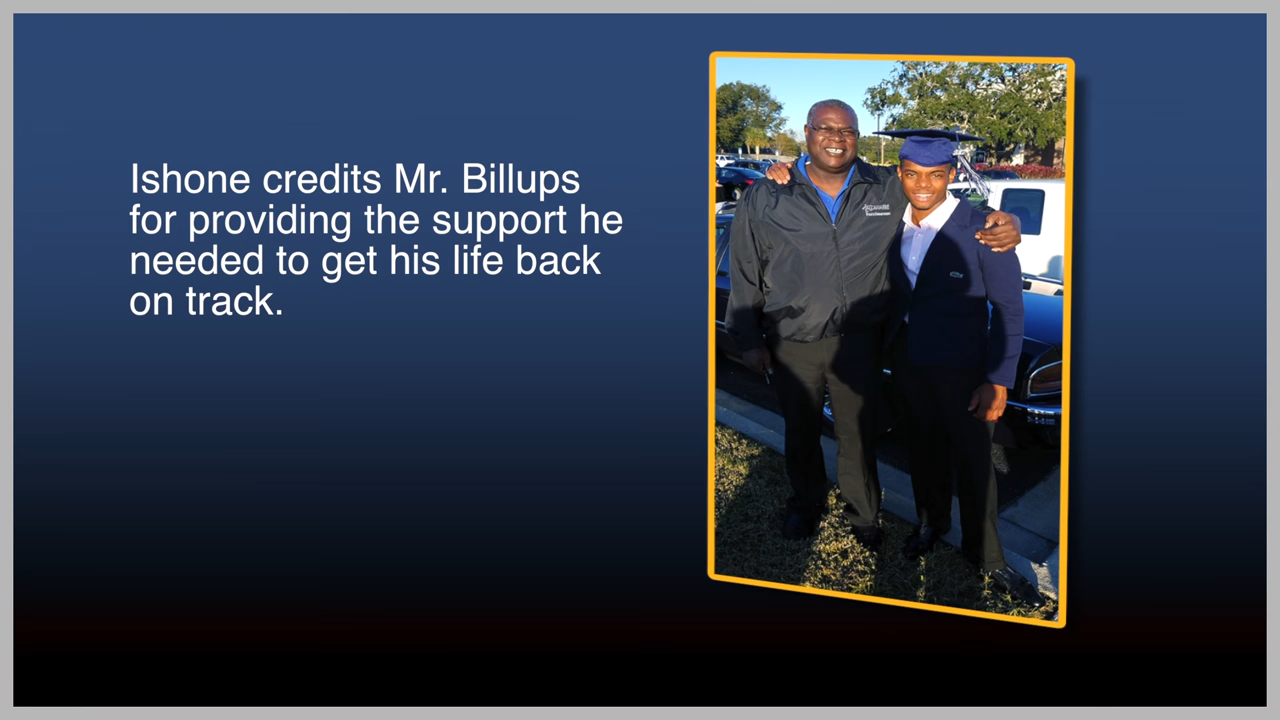 Ishone credits Mr. Billups
for providing the support he
needed to get his life back
on track.